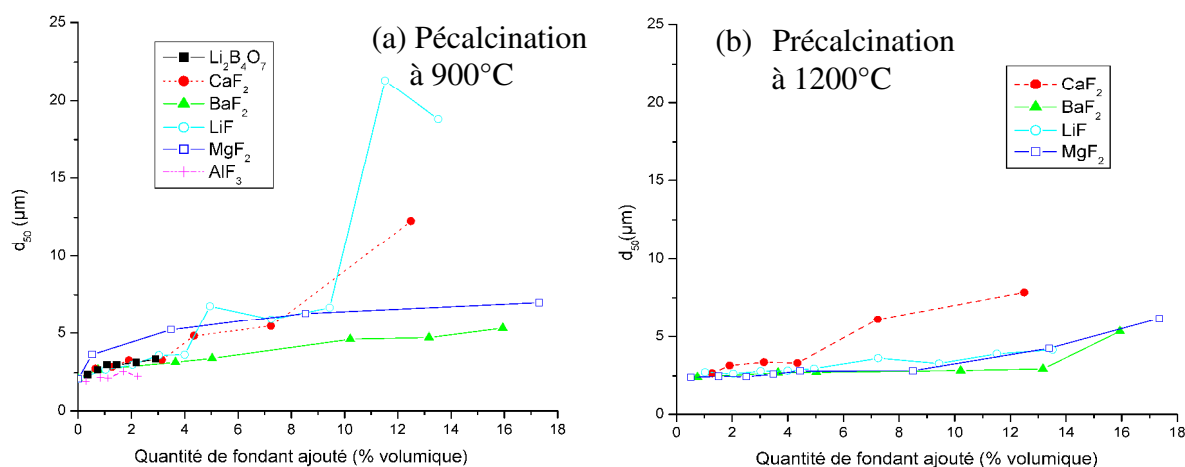 (a) Pécalcination
à 900°C
Li₂B₄O₇
CaF₂
BaF₂
LiF
MgF₂
AlF₃
25
20
15
10
5
0
d₅₀ (µm)
0 2 4 6 8 10 12 14 16 18
Quantité de fondant ajouté (% volumique)
(b) Précalcination
à 1200°C
CaF₂
BaF₂
LiF
MgF₂
25
20
15
10
5
0
d₅₀(µm)
0 2 4 6 8 10 12 14 16 18
Quantité de fondant ajouté (% volumique)